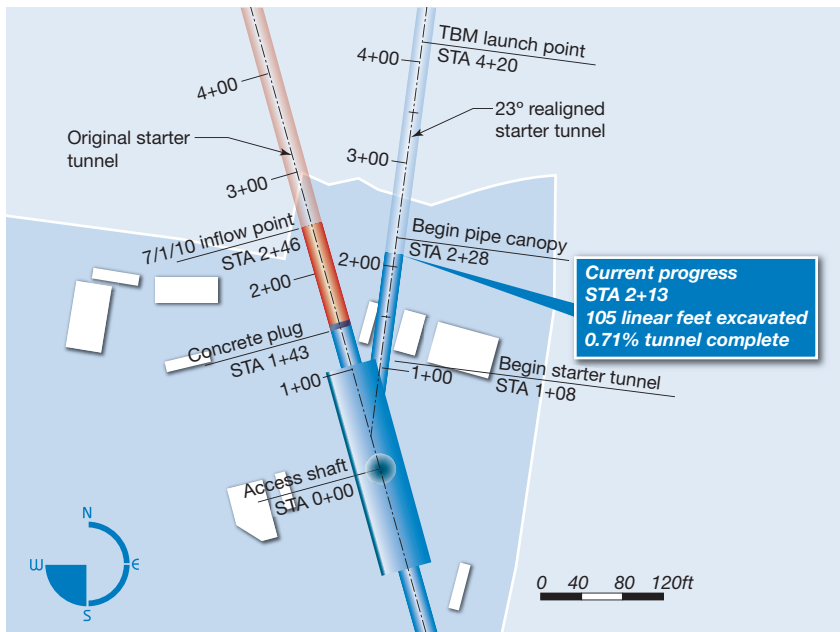 TBM launch point
STA 4+20
4+00
4+00
23º realigned
starter tunnel
Original starter
tunnel
3+00
3+00
7/1/10 inflow point
STA 2+46
Begin pipe canopy
STA 2+28
2+00
2+00
Current progress
STA 2+13
105 linear feet excavated
0.71% tunnel complete
Concrete plug
STA 1+43
1+00
1+00
Begin starter tunnel
STA 1+08
Access shaft
STA 0+00
N
W
E
S
0 40 80 120ft